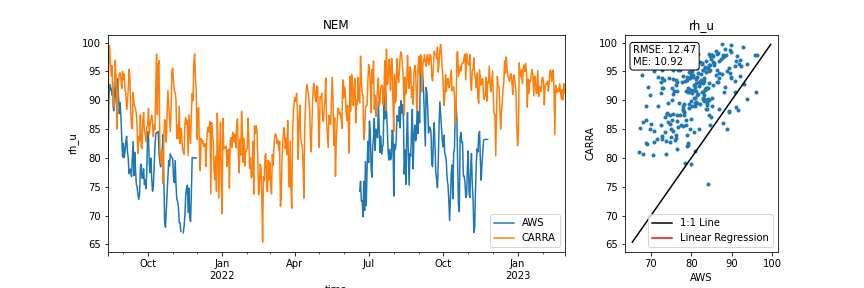 NEM
rh_u
100
95
90
85
80
75
70
65
rh_u
Oct
Jan
2022
Apr
Jul
Oct
Jan
2023
AWS
CARRA
rh_u
100
95
90
85
80
75
70
65
CARRA
RMSE: 12.47
ME: 10.92
1:1 Line
Linear Regression
70
80
90
100
AWS